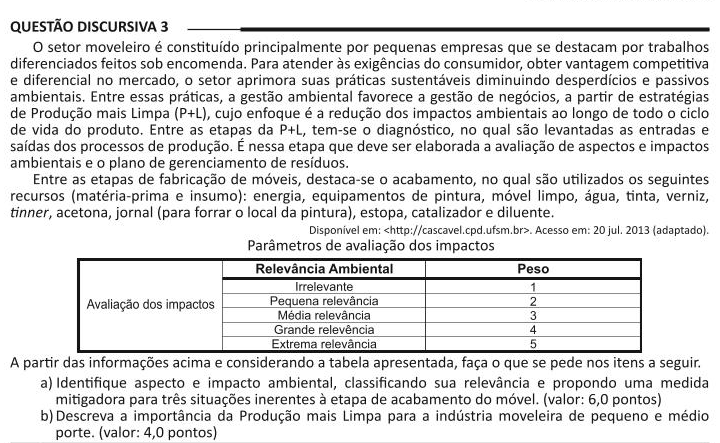 QUESTÃO DISCURSIVA 3
O setor moveleiro é constituído principalmente por pequenas empresas que se destacam por trabalhos
diferenciados feitos sob encomenda. Para atender às exigências do consumidor, obter vantagem competitiva
e diferencial no mercado, o setor aprimora suas práticas sustentáveis diminuindo desperdícios e passivos
ambientais. Entre essas práticas, a gestão ambiental favorece a gestão de negócios, a partir de estratégias
de Produção mais Limpa (P+L), cujo enfoque é a redução dos impactos ambientais ao longo de todo o ciclo
de vida do produto. Entre as etapas da P+L, tem-se o diagnóstico, no qual são levantadas as entradas e
saídas dos processos de produção. É nessa etapa que deve ser elaborada a avaliação de aspectos e impactos
ambientais e o plano de gerenciamento de resíduos.
Entre as etapas de fabricação de móveis, destaca-se o acabamento, no qual são utilizados os seguintes
recursos (matéria-prima e insumo): energia, equipamentos de pintura, móvel limpo, água, tinta, verniz,
tinner, acetona, jornal (para forrar o local da pintura), estopa, catalizador e diluente.
Disponível em: <http://cascavel.cpd.ufsm.br>. Acesso em: 20 jul. 2013 (adaptado).
Parâmetros de avaliação dos impactos
Relevância Ambiental Peso
Irrelevante 1
Pequena relevância 2
Avaliação dos impactos Média relevância 3
Grande relevência 4
Extrema relevância 5
A partir das informações acima e considerando a tabela apresentada, faça o que se pede nos itens a seguir.
a) Identifique aspecto e impacto ambiental, classificando sua relevância e propondo uma medida
mitigadora para três situações inerentes à etapa de acabamento do móvel. (valor: 6,0 pontos)
b) Descreva a importância da Produção mais Limpa para a indústria moveleira de pequeno e médio
porte. (valor: 4,0 pontos)